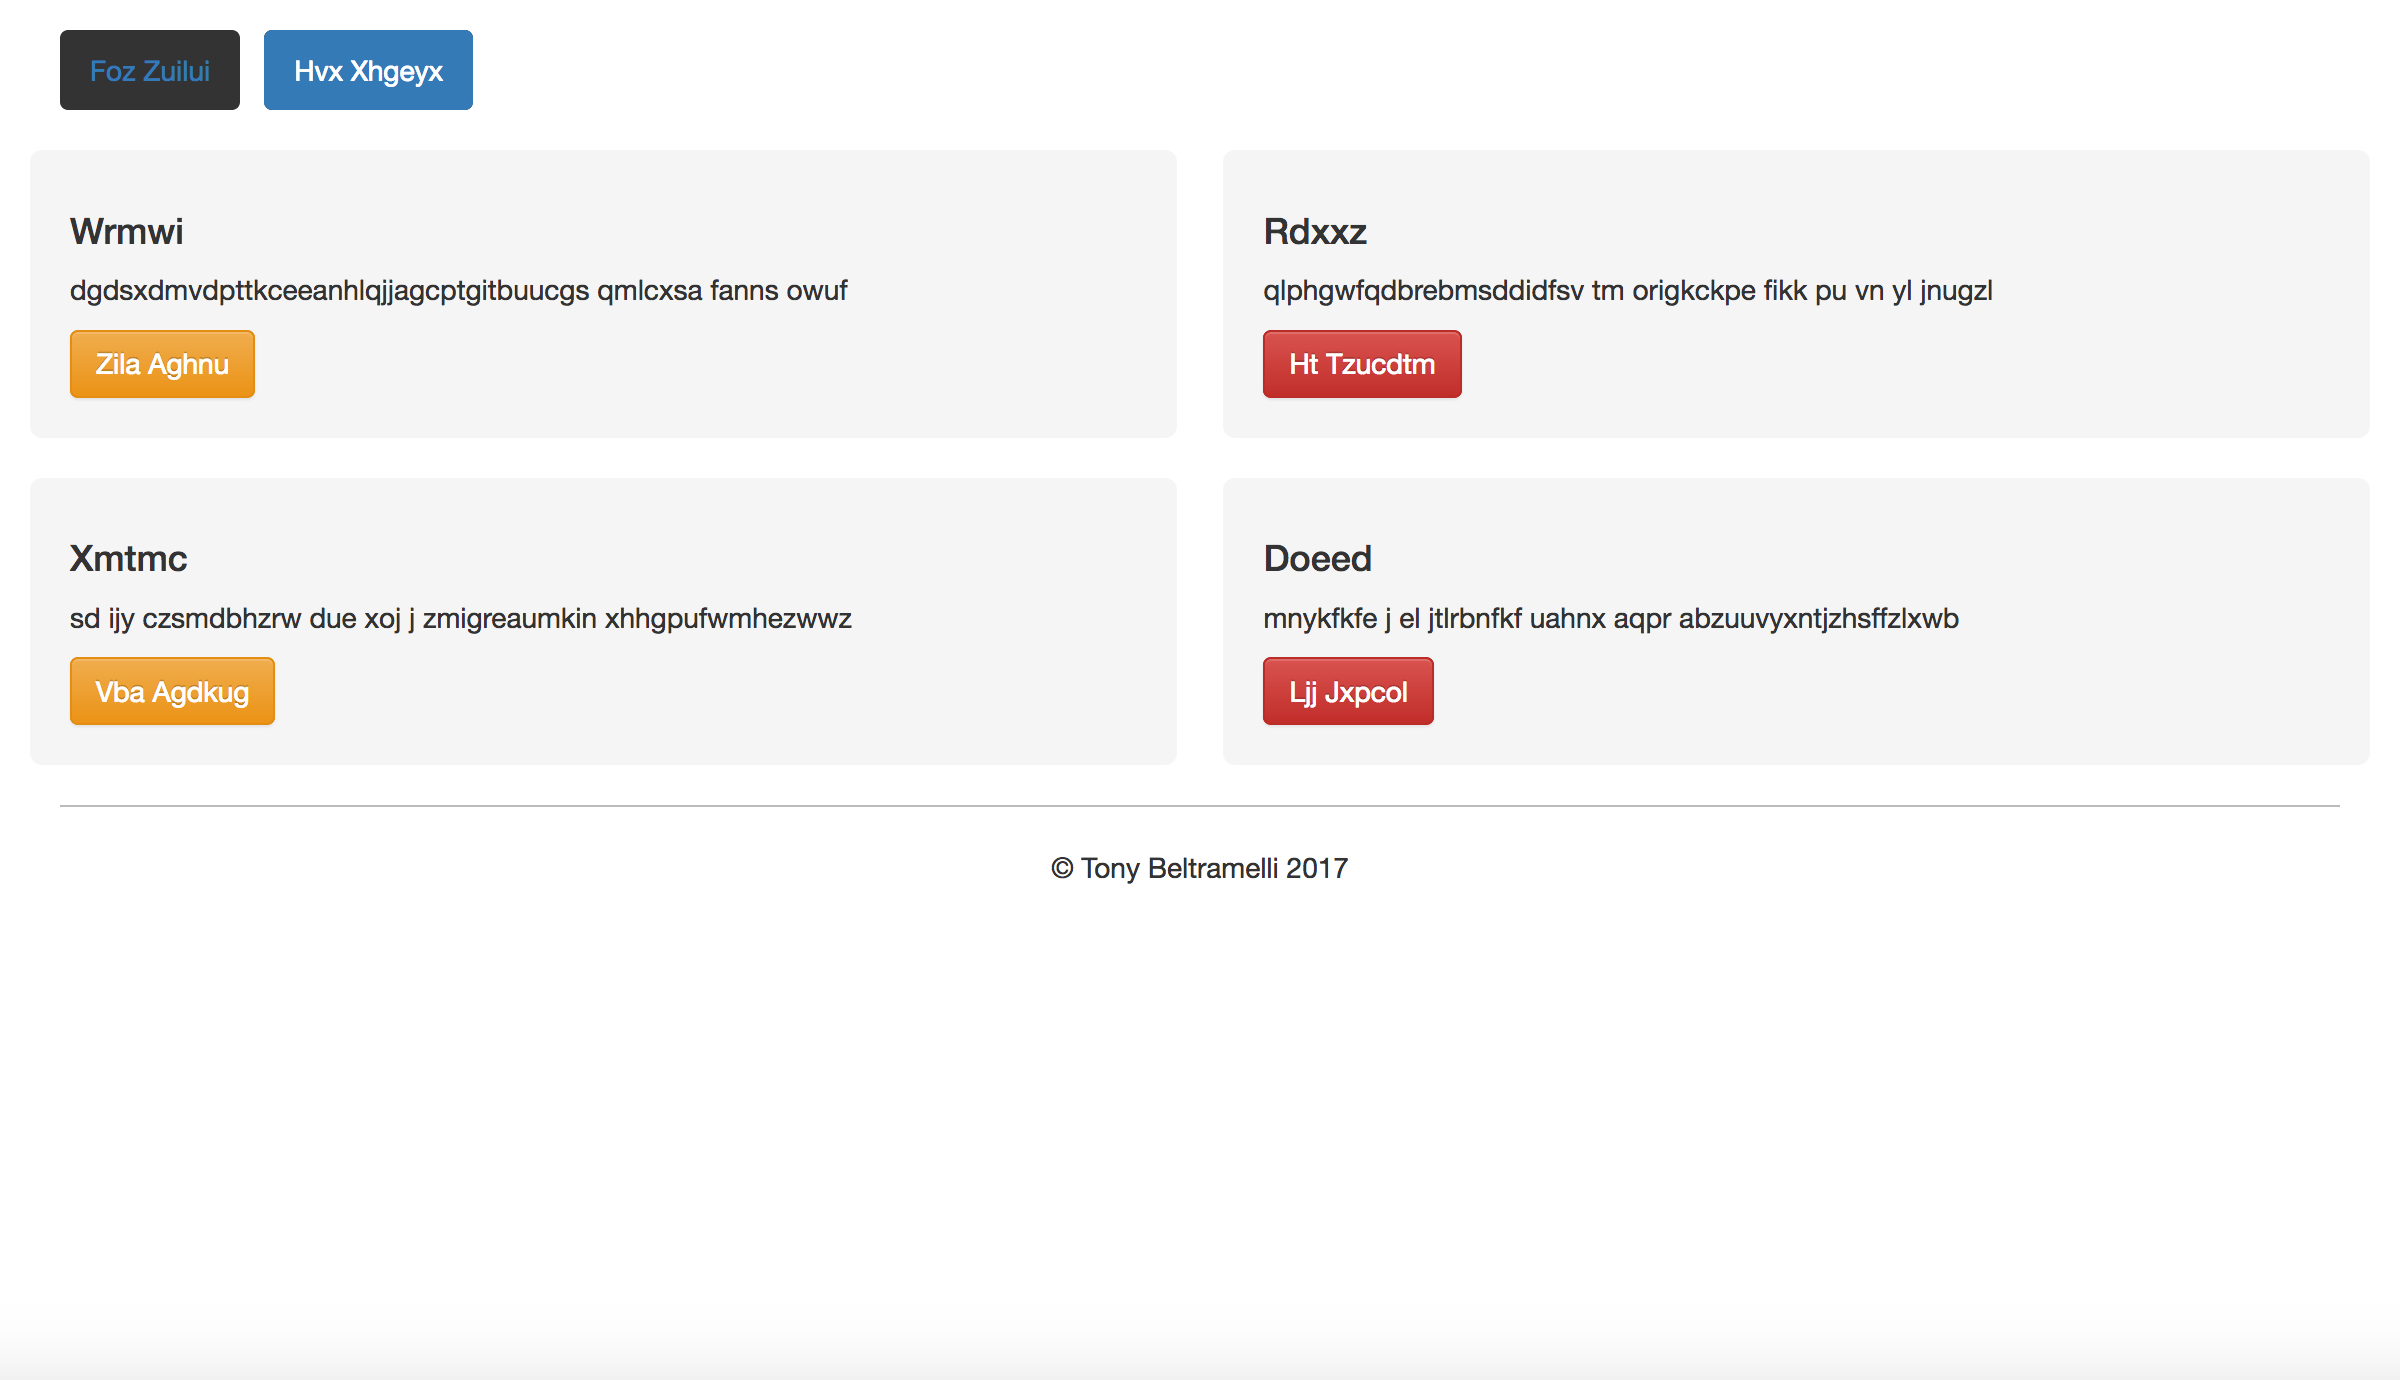 Foz Zuilui
Hvx Xhgeyx
Wrmwi
dgdsxdmvdpttkceeanhlqjjagcptgitbuucgs qmlcxsa fanns owuf
Zila Aghnu
Rdxxz
qlphgwfqdbrebmsddidfsv tm origkckpe fikk pu vn yl jnugzl
Ht Tzucdtm
Xmtmc
sd ijy czsmdbhzrw due xoj j zmigreaumkin xhhgpufwmhezwwz
Vba Agdkug
Doeed
mnykfkfe j el jtlrbnfkf uahnx aqpr abzuuvyxntjzhsffzlxwb
Ljj Jxpcol
© Tony Beltramelli 2017